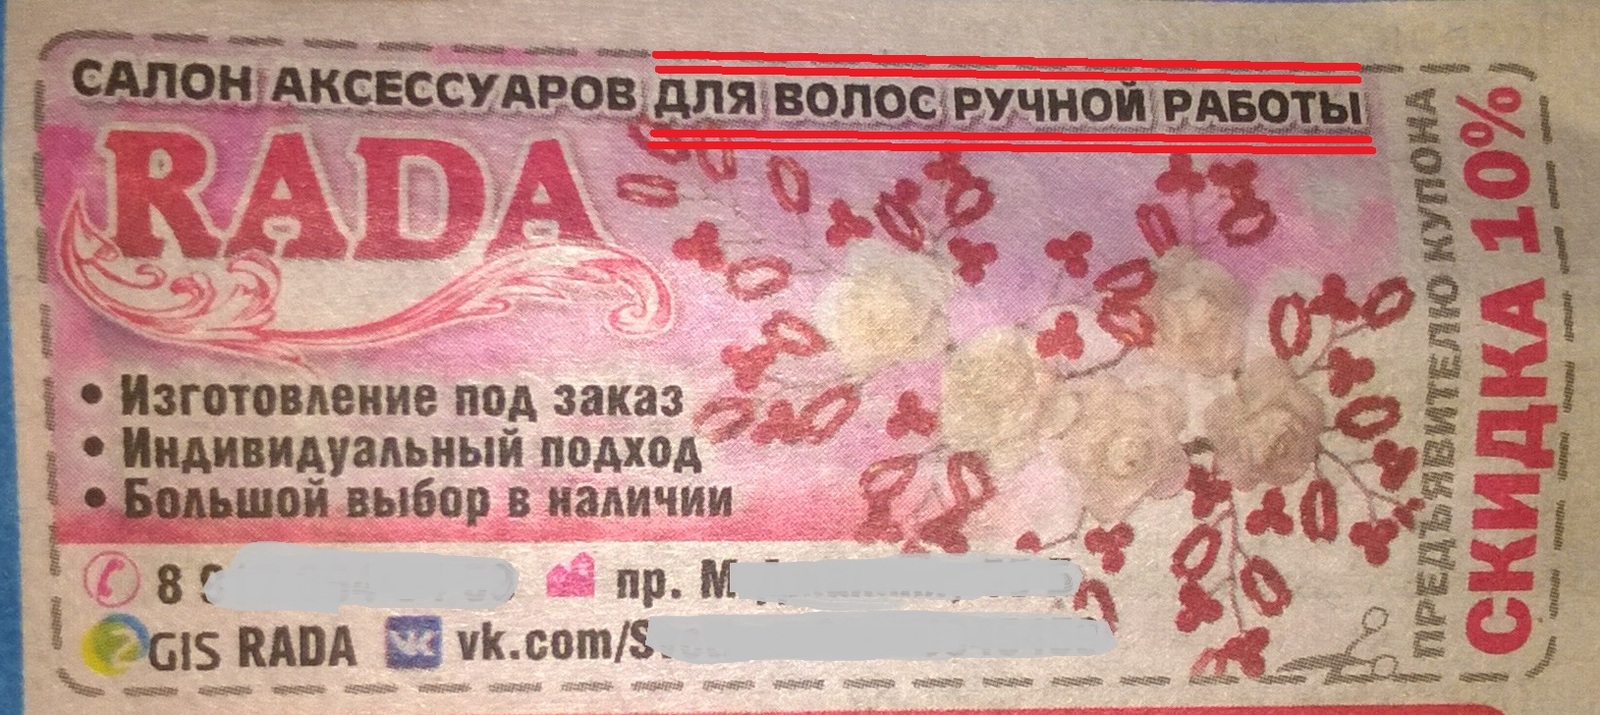 САЛОН АКСЕССУАРОВ ДЛЯ ВОЛОС РУЧНОЙ РАБОТЫ
RADA
• Изготовление под заказ
• Индивидуальный подход
• Большой выбор в наличии
8
пр. М
2GIS RADA
vk.com/S
ПРЕДЪЯВИТЕЛЮ КУПОНА
СКИДКА 10%